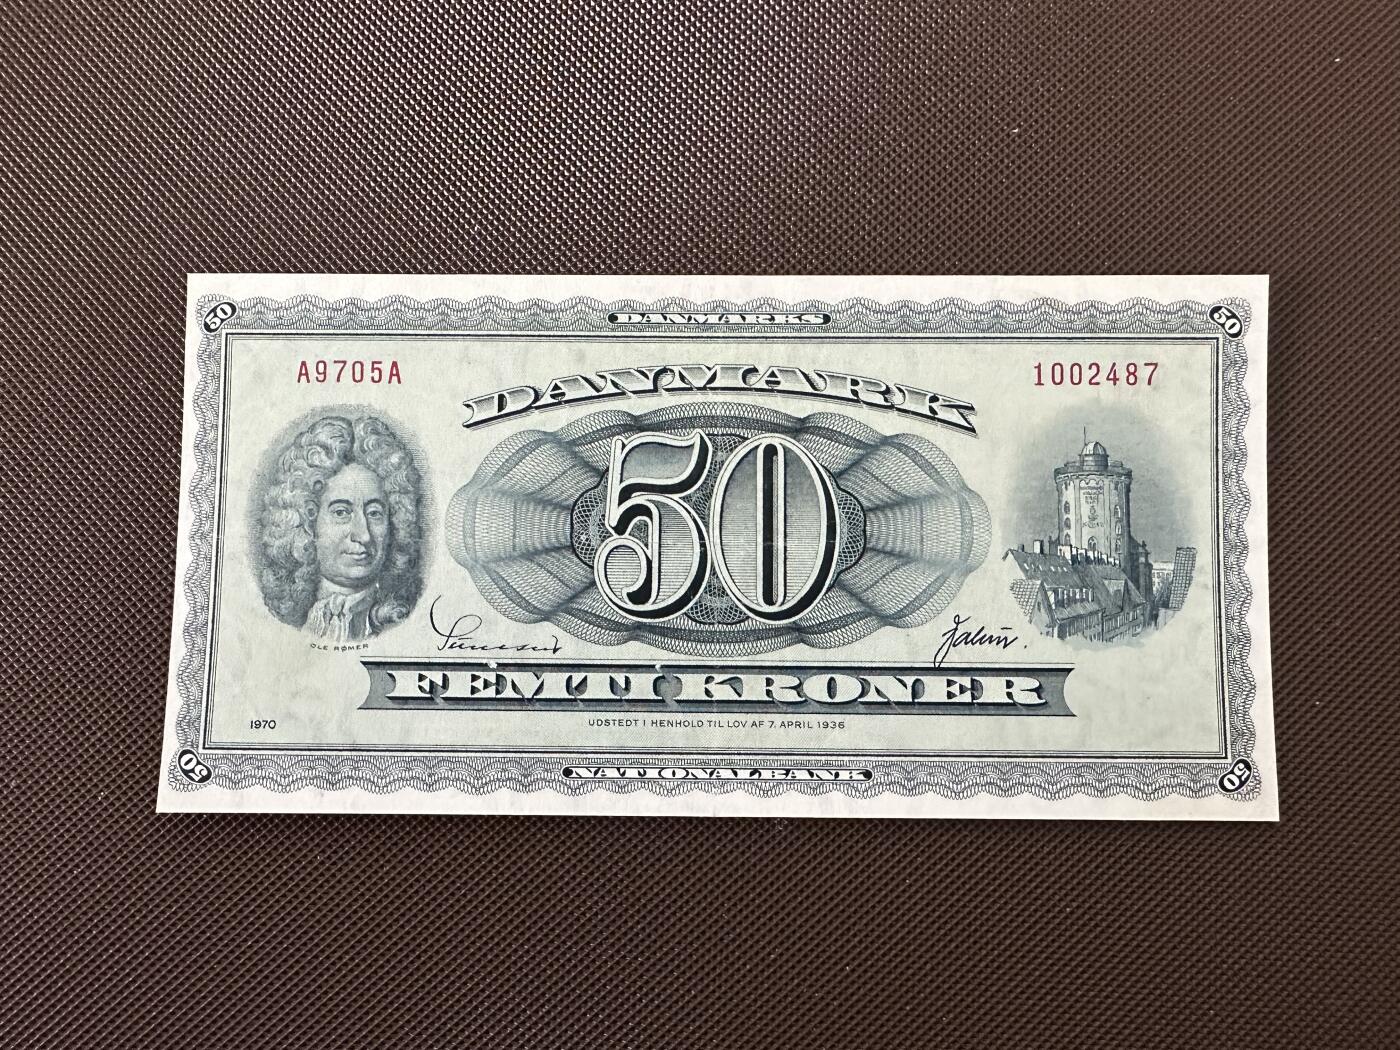 50
DANMARKS
50
A9705A
1002487
DANMARK
50
OLE RØMER
FEMTI KRONER
1970
UDSTEDT I HENHOLD TIL LOV AF 7. APRIL 1936
50
NATIONALBANK
50